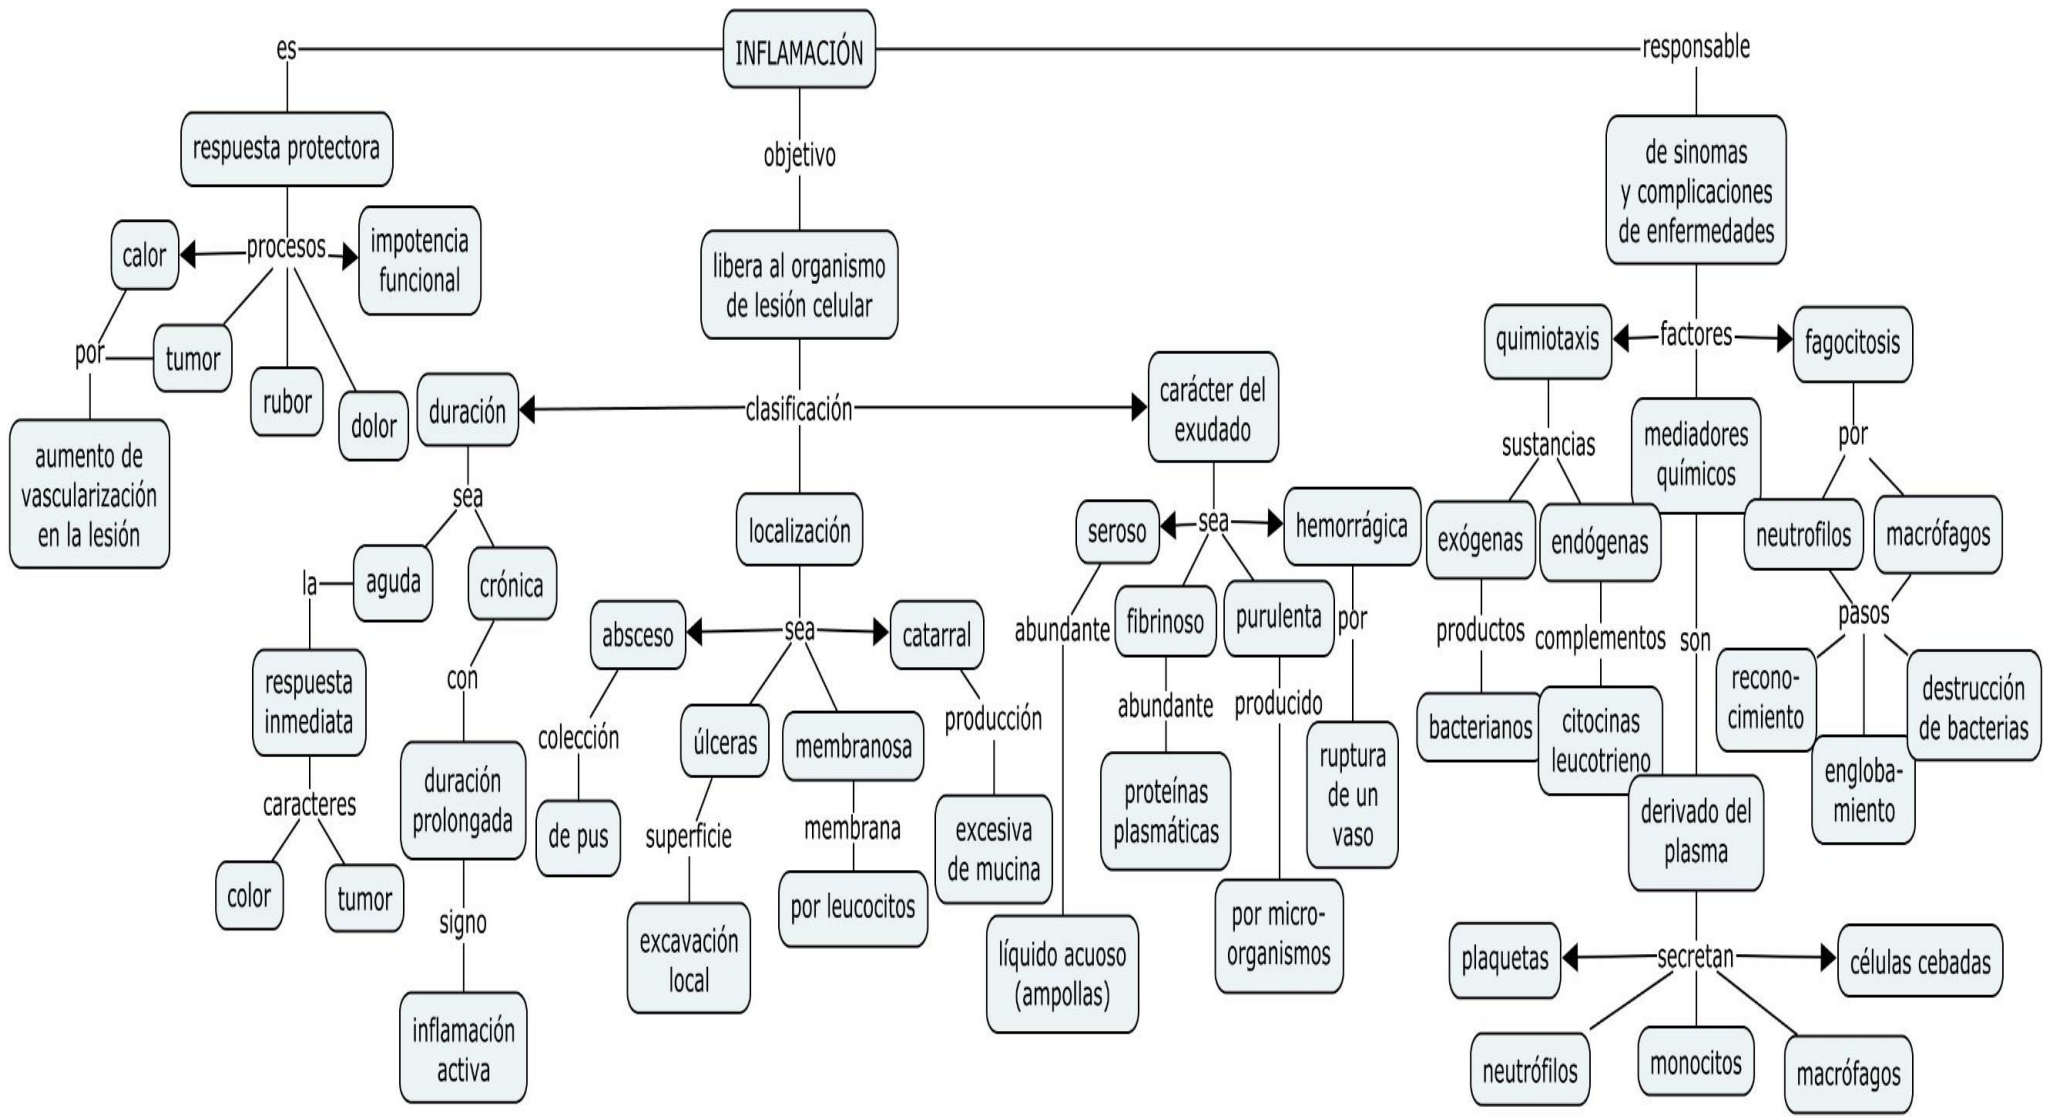 INFLAMACIÓN
es
responsable
objetivo
respuesta protectora
de sinomas
y complicaciones
de enfermedades
procesos
calor
impotencia
funcional
por
tumor
rubor
dolor
aumento de
vascularización
en la lesión
libera al organismo
de lesión celular
clasificación
duración
sea
aguda
crónica
la
respuesta
inmediata
caracteres
color
tumor
con
duración
prolongada
signo
inflamación
activa
localización
sea
absceso
catarral
úlceras
membranosa
colección
de pus
superficie
excavación
local
membrana
por leucocitos
producción
excesiva
de mucina
carácter del
exudado
sea
seroso
hemorrágica
fibrinoso
purulenta
abundante
líquido acuoso
(ampollas)
abundante
proteínas
plasmáticas
producido
por micro-
organismos
por
ruptura
de un
vaso
factores
quimiotaxis
fagocitosis
sustancias
exógenas
endógenas
productos
bacterianos
complementos
citocinas
leucotrieno
mediadores
químicos
son
derivado del
plasma
secretan
plaquetas
células cebadas
neutrófilos
monocitos
macrófagos
por
neutrofilos
macrófagos
pasos
recono-
cimiento
engloba-
miento
destrucción
de bacterias